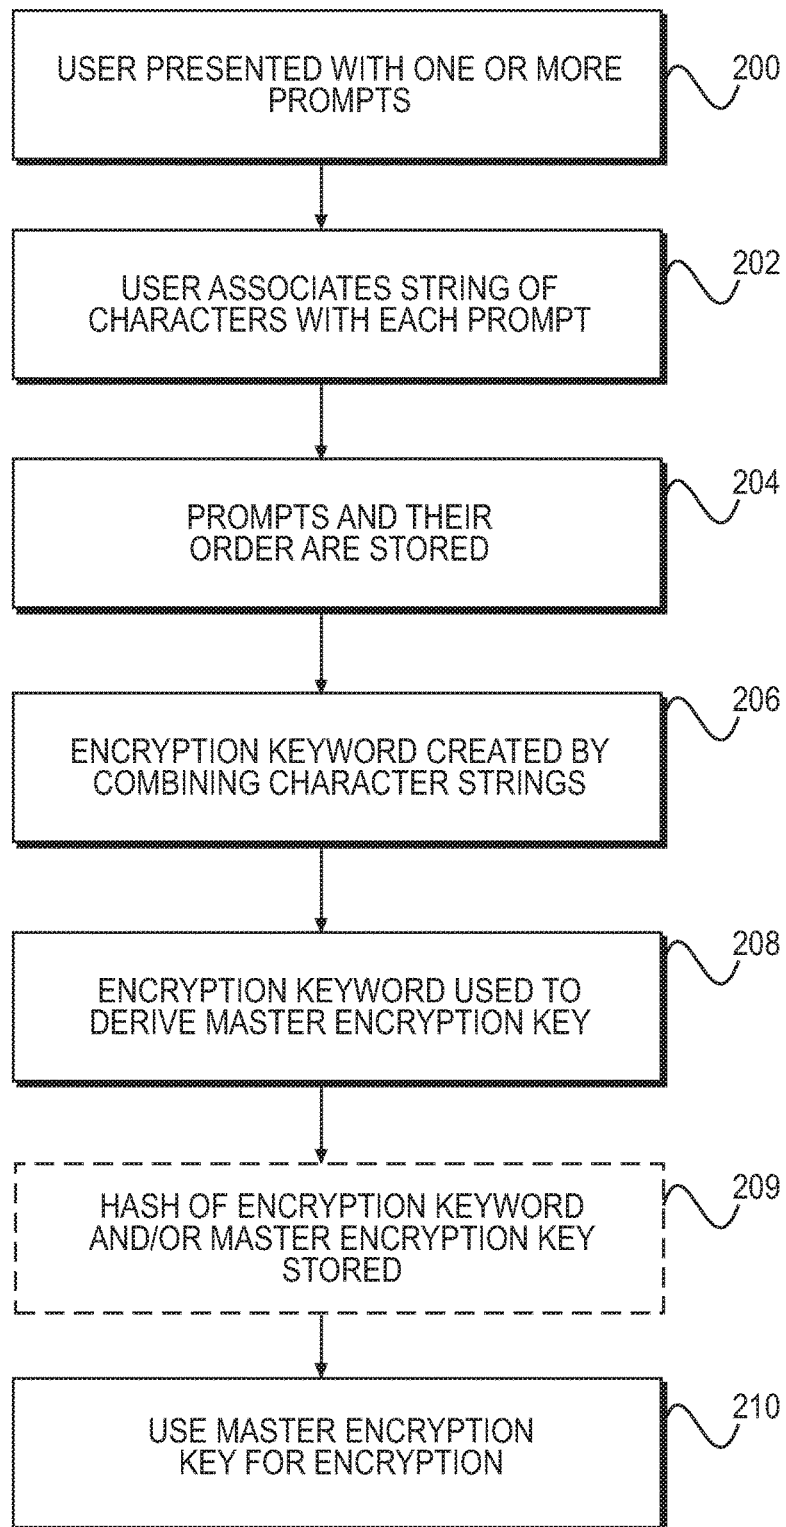 USER PRESENTED WITH ONE OR MORE
PROMPTS
200
USER ASSOCIATES STRING OF
CHARACTERS WITH EACH PROMPT
202
PROMPTS AND THEIR
ORDER ARE STORED
204
ENCRYPTION KEYWORD CREATED BY
COMBINING CHARACTER STRINGS
206
ENCRYPTION KEYWORD USED TO
DERIVE MASTER ENCRYPTION KEY
208
HASH OF ENCRYPTION KEYWORD
AND/OR MASTER ENCRYPTION KEY
STORED
209
USE MASTER ENCRYPTION
KEY FOR ENCRYPTION
210